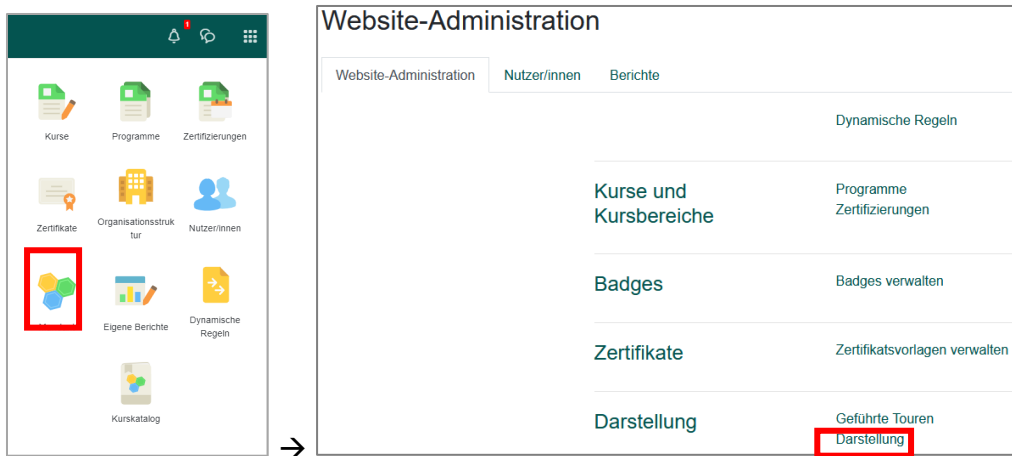 1
Kurse
Programme
Zertifizierungen
Zertifikate
Organisationsstruk
tur
Nutzer/innen
Eigene Berichte
Dynamische
Regeln
Kurskatalog
→
Website-Administration
Website-Administration
Nutzer/innen
Berichte
Dynamische Regeln
Kurse und
Kursbereiche
Programme
Zertifizierungen
Badges
Badges verwalten
Zertifikate
Zertifikatsvorlagen verwalten
Darstellung
Geführte Touren
Darstellung